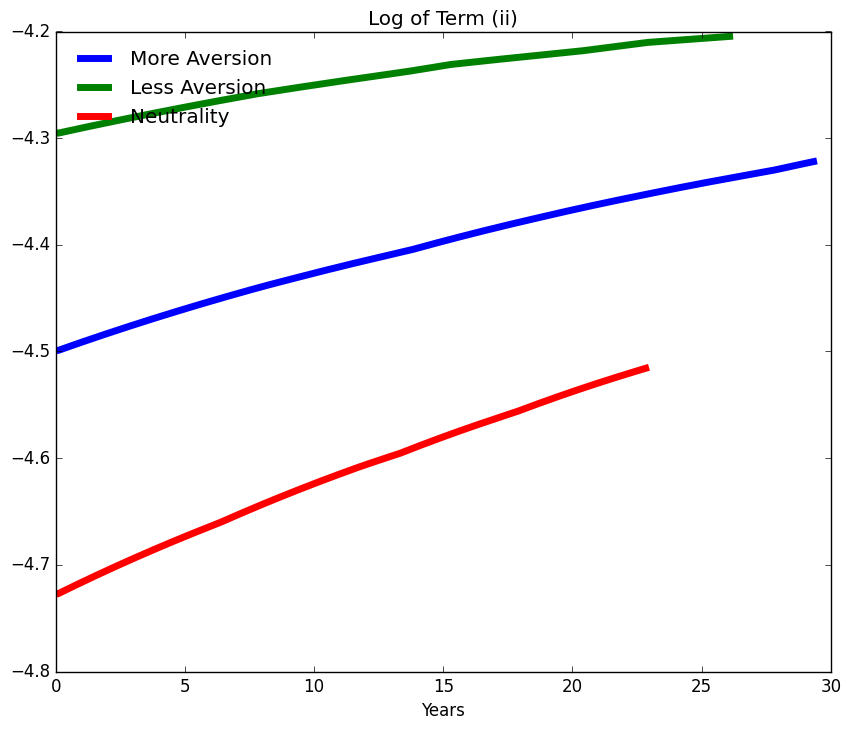 Log of Term (ii)
−4.2
More Aversion
Less Aversion
Neutrality
−4.3
−4.4
−4.5
−4.6
−4.7
−4.8
0 5 10 15 20 25 30
Years